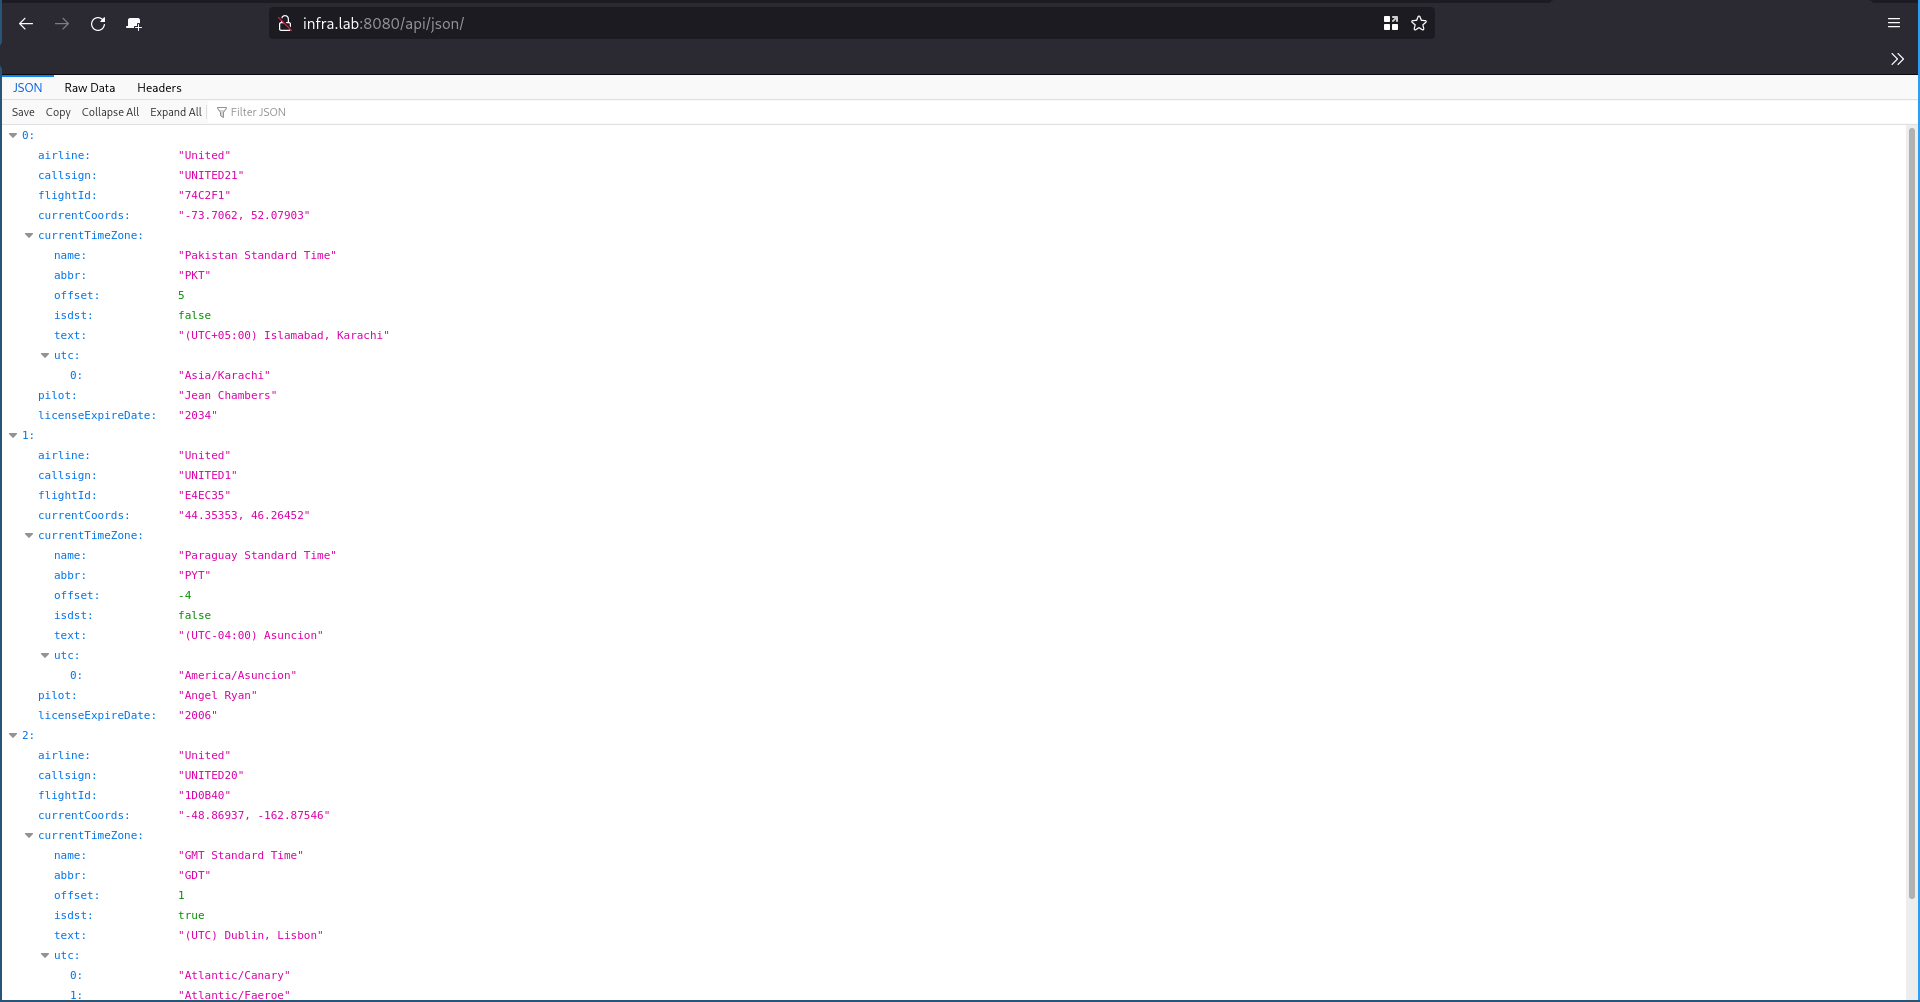 infra.lab:8080/api/json/
JSON Raw Data Headers
Save Copy Collapse All Expand All Filter JSON
0:
airline: "United"
callsign: "UNITED21"
flightId: "74C2F1"
currentCoords: "-73.7062, 52.07903"
currentTimeZone:
name: "Pakistan Standard Time"
abbr: "PKT"
offset: 5
isdst: false
text: "(UTC+05:00) Islamabad, Karachi"
utc:
0: "Asia/Karachi"
pilot: "Jean Chambers"
licenseExpireDate: "2034"
1:
airline: "United"
callsign: "UNITED1"
flightId: "E4EC35"
currentCoords: "44.35353, 46.26452"
currentTimeZone:
name: "Paraguay Standard Time"
abbr: "PYT"
offset: -4
isdst: false
text: "(UTC-04:00) Asuncion"
utc:
0: "America/Asuncion"
pilot: "Angel Ryan"
licenseExpireDate: "2006"
2:
airline: "United"
callsign: "UNITED20"
flightId: "1D0B40"
currentCoords: "-48.86937, -162.87546"
currentTimeZone:
name: "GMT Standard Time"
abbr: "GDT"
offset: 1
isdst: true
text: "(UTC) Dublin, Lisbon"
utc:
0: "Atlantic/Canary"
1: "Atlantic/Faeroe"